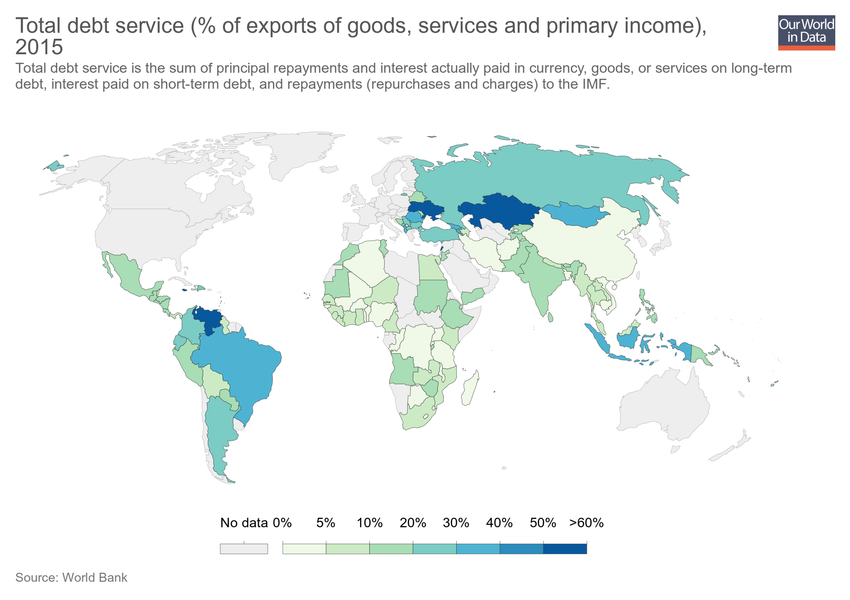 Total debt service (% of exports of goods, services and primary income),
2015
Our World
in Data
Total debt service is the sum of principal repayments and interest actually paid in currency, goods, or services on long-term
debt, interest paid on short-term debt, and repayments (repurchases and charges) to the IMF.
No data 0% 5% 10% 20% 30% 40% 50% >60%
Source: World Bank